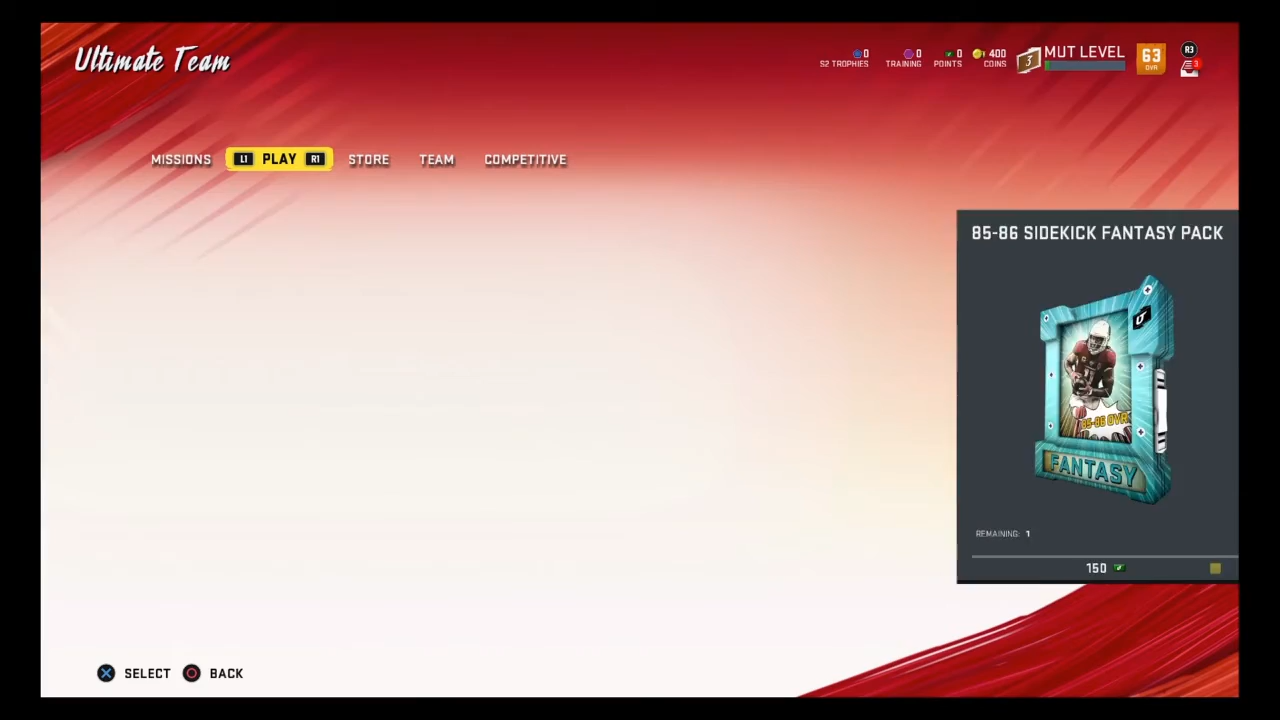 Ultimate Team
0 0 0 400
S2 TROPHIES TRAINING POINTS COINS
3 MUT LEVEL 63 OVR R3 3
MISSIONS L1 PLAY R1 STORE TEAM COMPETITIVE
85-86 SIDEKICK FANTASY PACK
85-86 OVR
FANTASY
REMAINING: 1
150
SELECT BACK